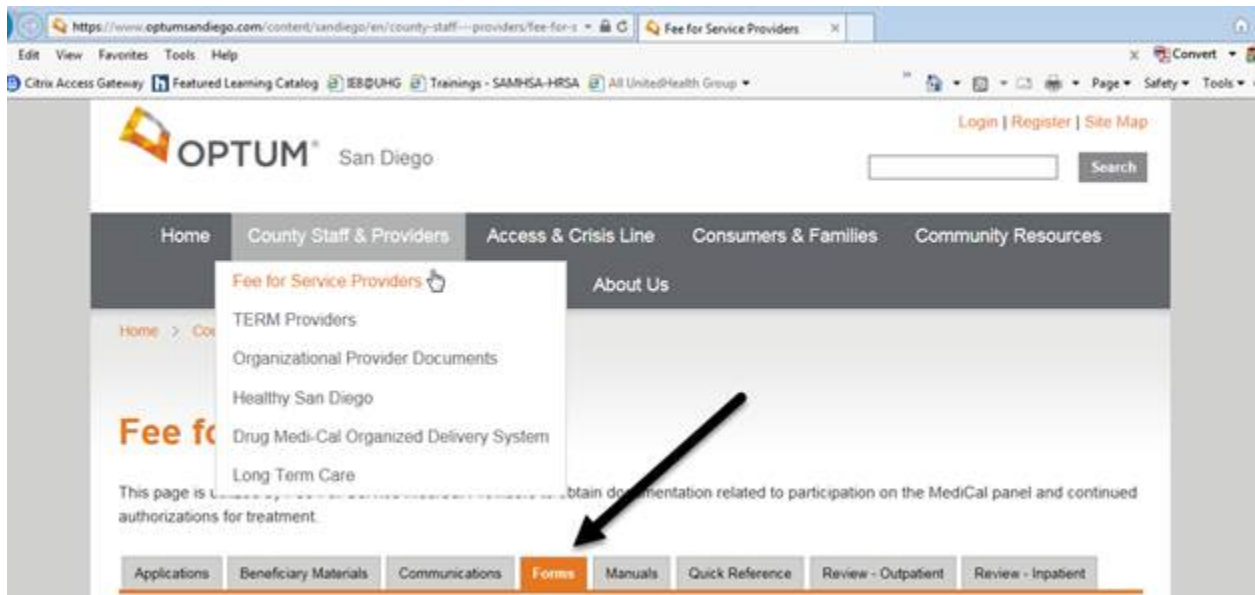 https://www.optumsandiego.com/content/sandiego/en/county-staff---providers/fee-for-s
Fee for Service Providers
Edit View Favorites Tools Help
Convert
Citrix Access Gateway Featured Learning Catalog IEB@UHG Trainings - SAMHSA-HRSA All UnitedHealth Group
Page Safety Tools
Login | Register | Site Map
OPTUM® San Diego
Search
Home County Staff & Providers Access & Crisis Line Consumers & Families Community Resources
About Us
Fee for Service Providers
TERM Providers
Organizational Provider Documents
Healthy San Diego
Drug Medi-Cal Organized Delivery System
Long Term Care
Home >
Fee
This page is
documentation related to participation on the MediCal panel and continued
authorizations for treatment.
Applications Beneficiary Materials Communications Forms Manuals Quick Reference Review - Outpatient Review - Inpatient